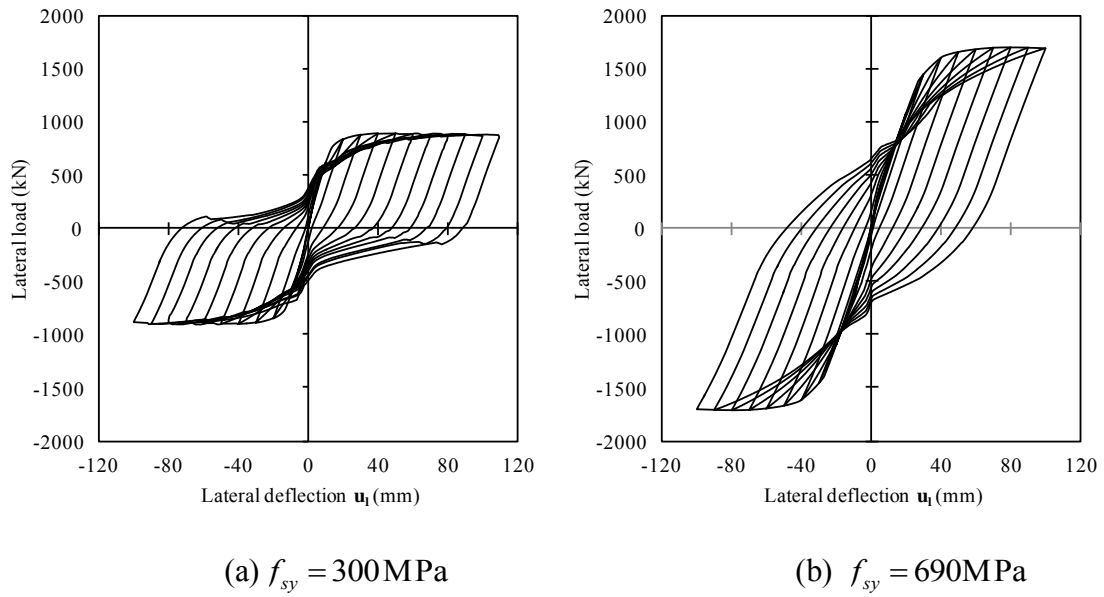 2000
1500
1000
500
0
-500
-1000
-1500
-2000
Lateral load (kN)
-120 -80 -40 0 40 80 120
Lateral deflection u_l (mm)
(a) f_sy = 300MPa
2000
1500
1000
500
0
-500
-1000
-1500
-2000
Lateral load (kN)
-120 -80 -40 0 40 80 120
Lateral deflection u_l (mm)
(b) f_sy = 690MPa